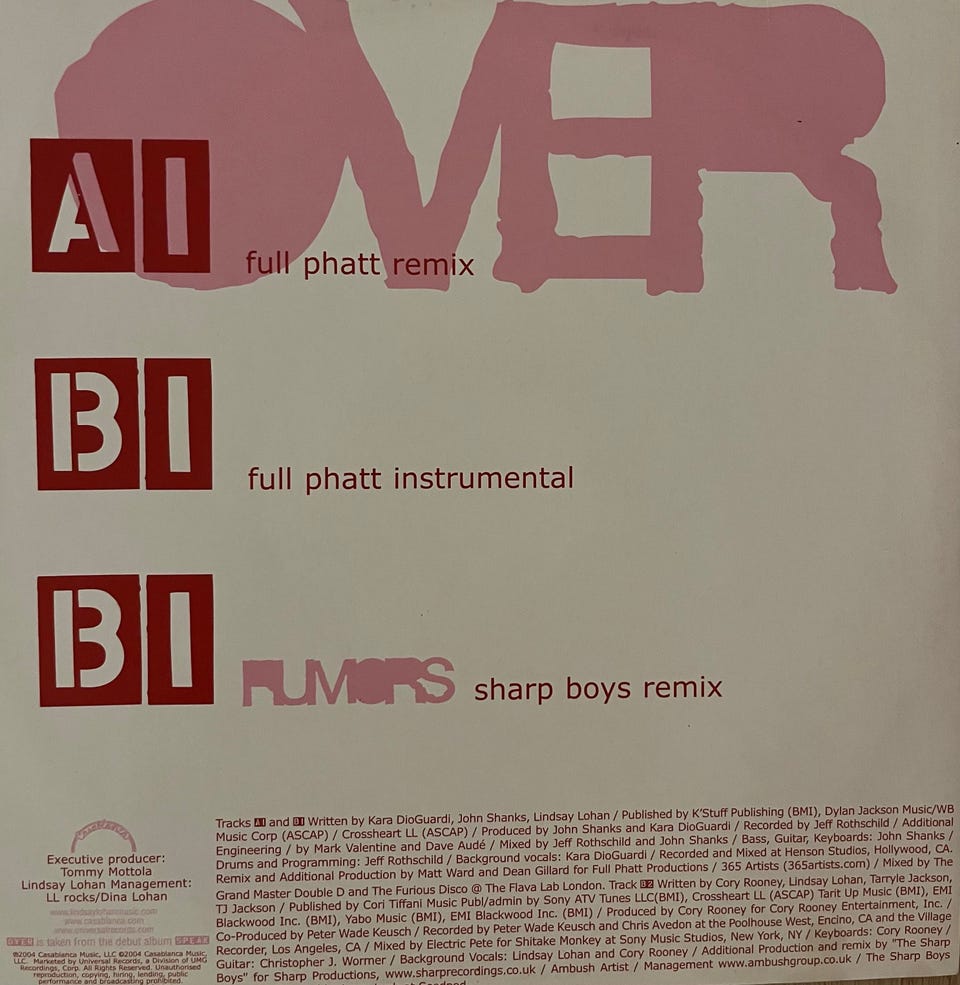 OVER
A1
full phatt remix
B1
full phatt instrumental
B1
RUMORS sharp boys remix
CASABLANCA
Executive producer:
Tommy Mottola
Lindsay Lohan Management:
LL rocks/Dina Lohan
www.lindsaylohanmusic.com
www.casablanca.com
www.universalrecords.com
OVER is taken from the debut album SPEAK
℗2004 Casablanca Music, LLC ©2004 Casablanca Music,
LLC. Marketed by Universal Records, a Division of UMG
Recordings, Corp. All Rights Reserved. Unauthorised
reproduction, copying, hiring, lending, public
performance and broadcasting prohibited.
Tracks A1 and B1 Written by Kara DioGuardi, John Shanks, Lindsay Lohan / Published by K'Stuff Publishing (BMI), Dylan Jackson Music/WB
Music Corp (ASCAP) / Crossheart LL (ASCAP) / Produced by John Shanks and Kara DioGuardi / Recorded by Jeff Rothschild / Additional
Engineering / by Mark Valentine and Dave Audé / Mixed by Jeff Rothschild and John Shanks / Bass, Guitar, Keyboards: John Shanks /
Drums and Programming: Jeff Rothschild / Background vocals: Kara DioGuardi / Recorded and Mixed at Henson Studios, Hollywood, CA.
Remix and Additional Production by Matt Ward and Dean Gillard for Full Phatt Productions / 365 Artists (365artists.com) / Mixed by The
Grand Master Double D and The Furious Disco @ The Flava Lab London. Track B2 Written by Cory Rooney, Lindsay Lohan, Tarryle Jackson,
TJ Jackson / Published by Cori Tiffani Music Publ/admin by Sony ATV Tunes LLC(BMI), Crossheart LL (ASCAP) Tarit Up Music (BMI), EMI
Blackwood Inc. (BMI), Yabo Music (BMI), EMI Blackwood Inc. (BMI) / Produced by Cory Rooney for Cory Rooney Entertainment, Inc. /
Co-Produced by Peter Wade Keusch / Recorded by Peter Wade Keusch and Chris Avedon at the Poolhouse West, Encino, CA and the Village
Recorder, Los Angeles, CA / Mixed by Electric Pete for Shitake Monkey at Sony Music Studios, New York, NY / Keyboards: Cory Rooney /
Guitar: Christopher J. Wormer / Background Vocals: Lindsay Lohan and Cory Rooney / Additional Production and remix by "The Sharp
Boys" for Sharp Productions, www.sharprecordings.co.uk / Ambush Artist / Management www.ambushgroup.co.uk / The Sharp Boys